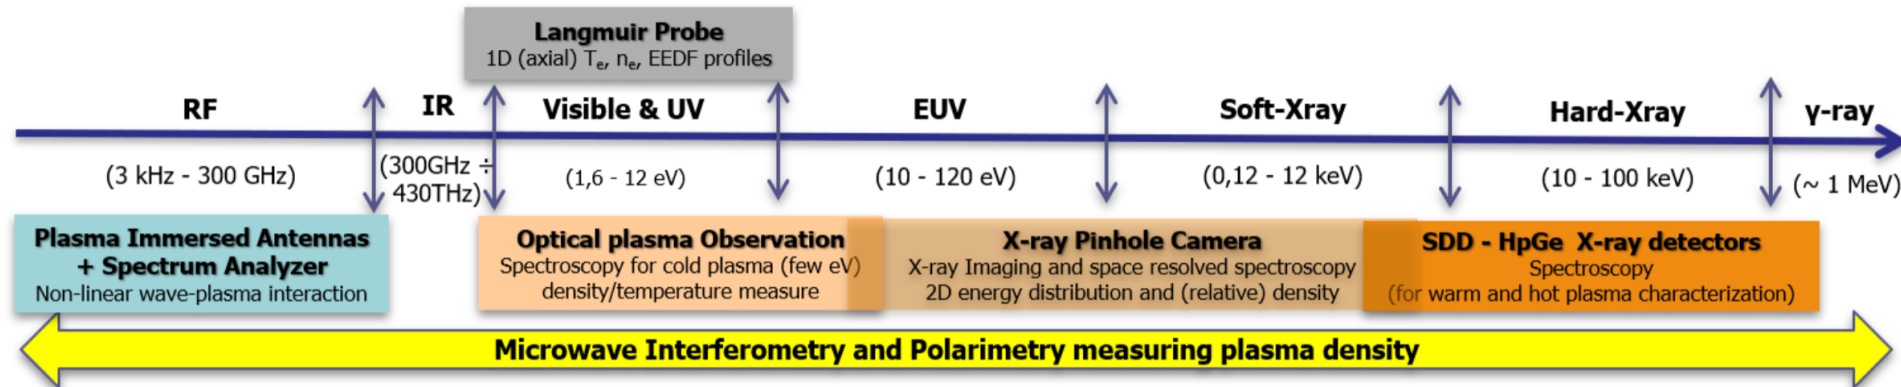 Langmuir Probe
1D (axial) Te, ne, EEDF profiles
RF
IR
Visible & UV
EUV
Soft-Xray
Hard-Xray
γ-ray
(3 kHz - 300 GHz)
(300GHz ÷
430THz)
(1,6 - 12 eV)
(10 - 120 eV)
(0,12 - 12 keV)
(10 - 100 keV)
(~ 1 MeV)
Plasma Immersed Antennas
+ Spectrum Analyzer
Non-linear wave-plasma interaction
Optical plasma Observation
Spectroscopy for cold plasma (few eV)
density/temperature measure
X-ray Pinhole Camera
X-ray Imaging and space resolved spectroscopy
2D energy distribution and (relative) density
SDD - HpGe X-ray detectors
Spectroscopy
(for warm and hot plasma characterization)
Microwave Interferometry and Polarimetry measuring plasma density